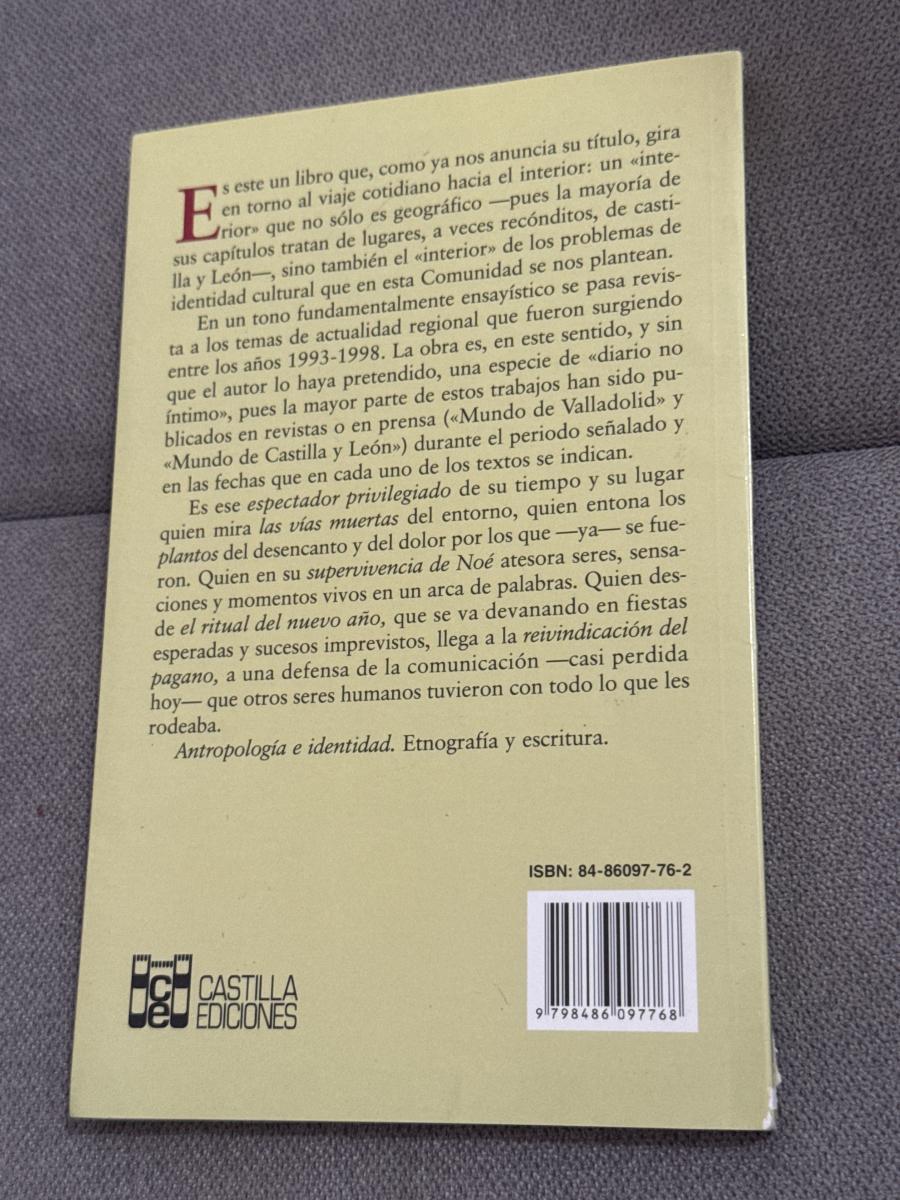 Es este un libro que, como ya nos anuncia su título, gira
en torno al viaje cotidiano hacia el interior: un «inte-
rior» que no sólo es geográfico —pues la mayoría de
sus capítulos tratan de lugares, a veces recónditos, de casti-
lla y León—, sino también el «interior» de los problemas de
identidad cultural que en esta Comunidad se nos plantean.
En un tono fundamentalmente ensayístico se pasa revis-
ta a los temas de actualidad regional que fueron surgiendo
entre los años 1993-1998. La obra es, en este sentido, y sin
que el autor lo haya pretendido, una especie de «diario no
íntimo», pues la mayor parte de estos trabajos han sido pu-
blicados en revistas o en prensa («Mundo de Valladolid» y
«Mundo de Castilla y León») durante el periodo señalado y
en las fechas que en cada uno de los textos se indican.
Es ese espectador privilegiado de su tiempo y su lugar
quien mira las vías muertas del entorno, quien entona los
plantos del desencanto y del dolor por los que —ya— se fue-
ron. Quien en su supervivencia de Noé atesora seres, sensa-
ciones y momentos vivos en un arca de palabras. Quien des-
de el ritual del nuevo año, que se va devanando en fiestas
esperadas y sucesos imprevistos, llega a la reivindicación del
pagano, a una defensa de la comunicación —casi perdida
hoy— que otros seres humanos tuvieron con todo lo que les
rodeaba.
Antropología e identidad. Etnografía y escritura.
ISBN: 84-86097-76-2
9 798486 097768
ce
CASTILLA
EDICIONES